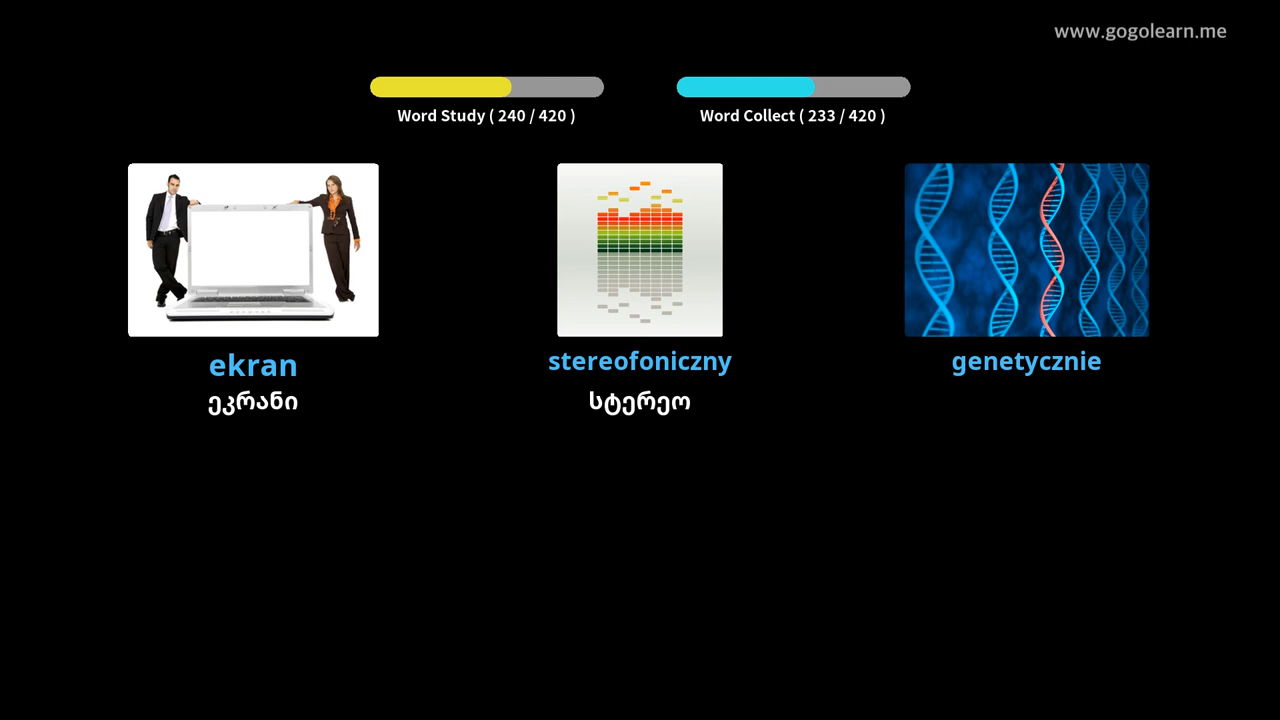 www.gogolearn.me
Word Study ( 240 / 420 )
Word Collect ( 233 / 420 )
ekran
stereofoniczny
genetycznie
ეკრანი
სტერეო